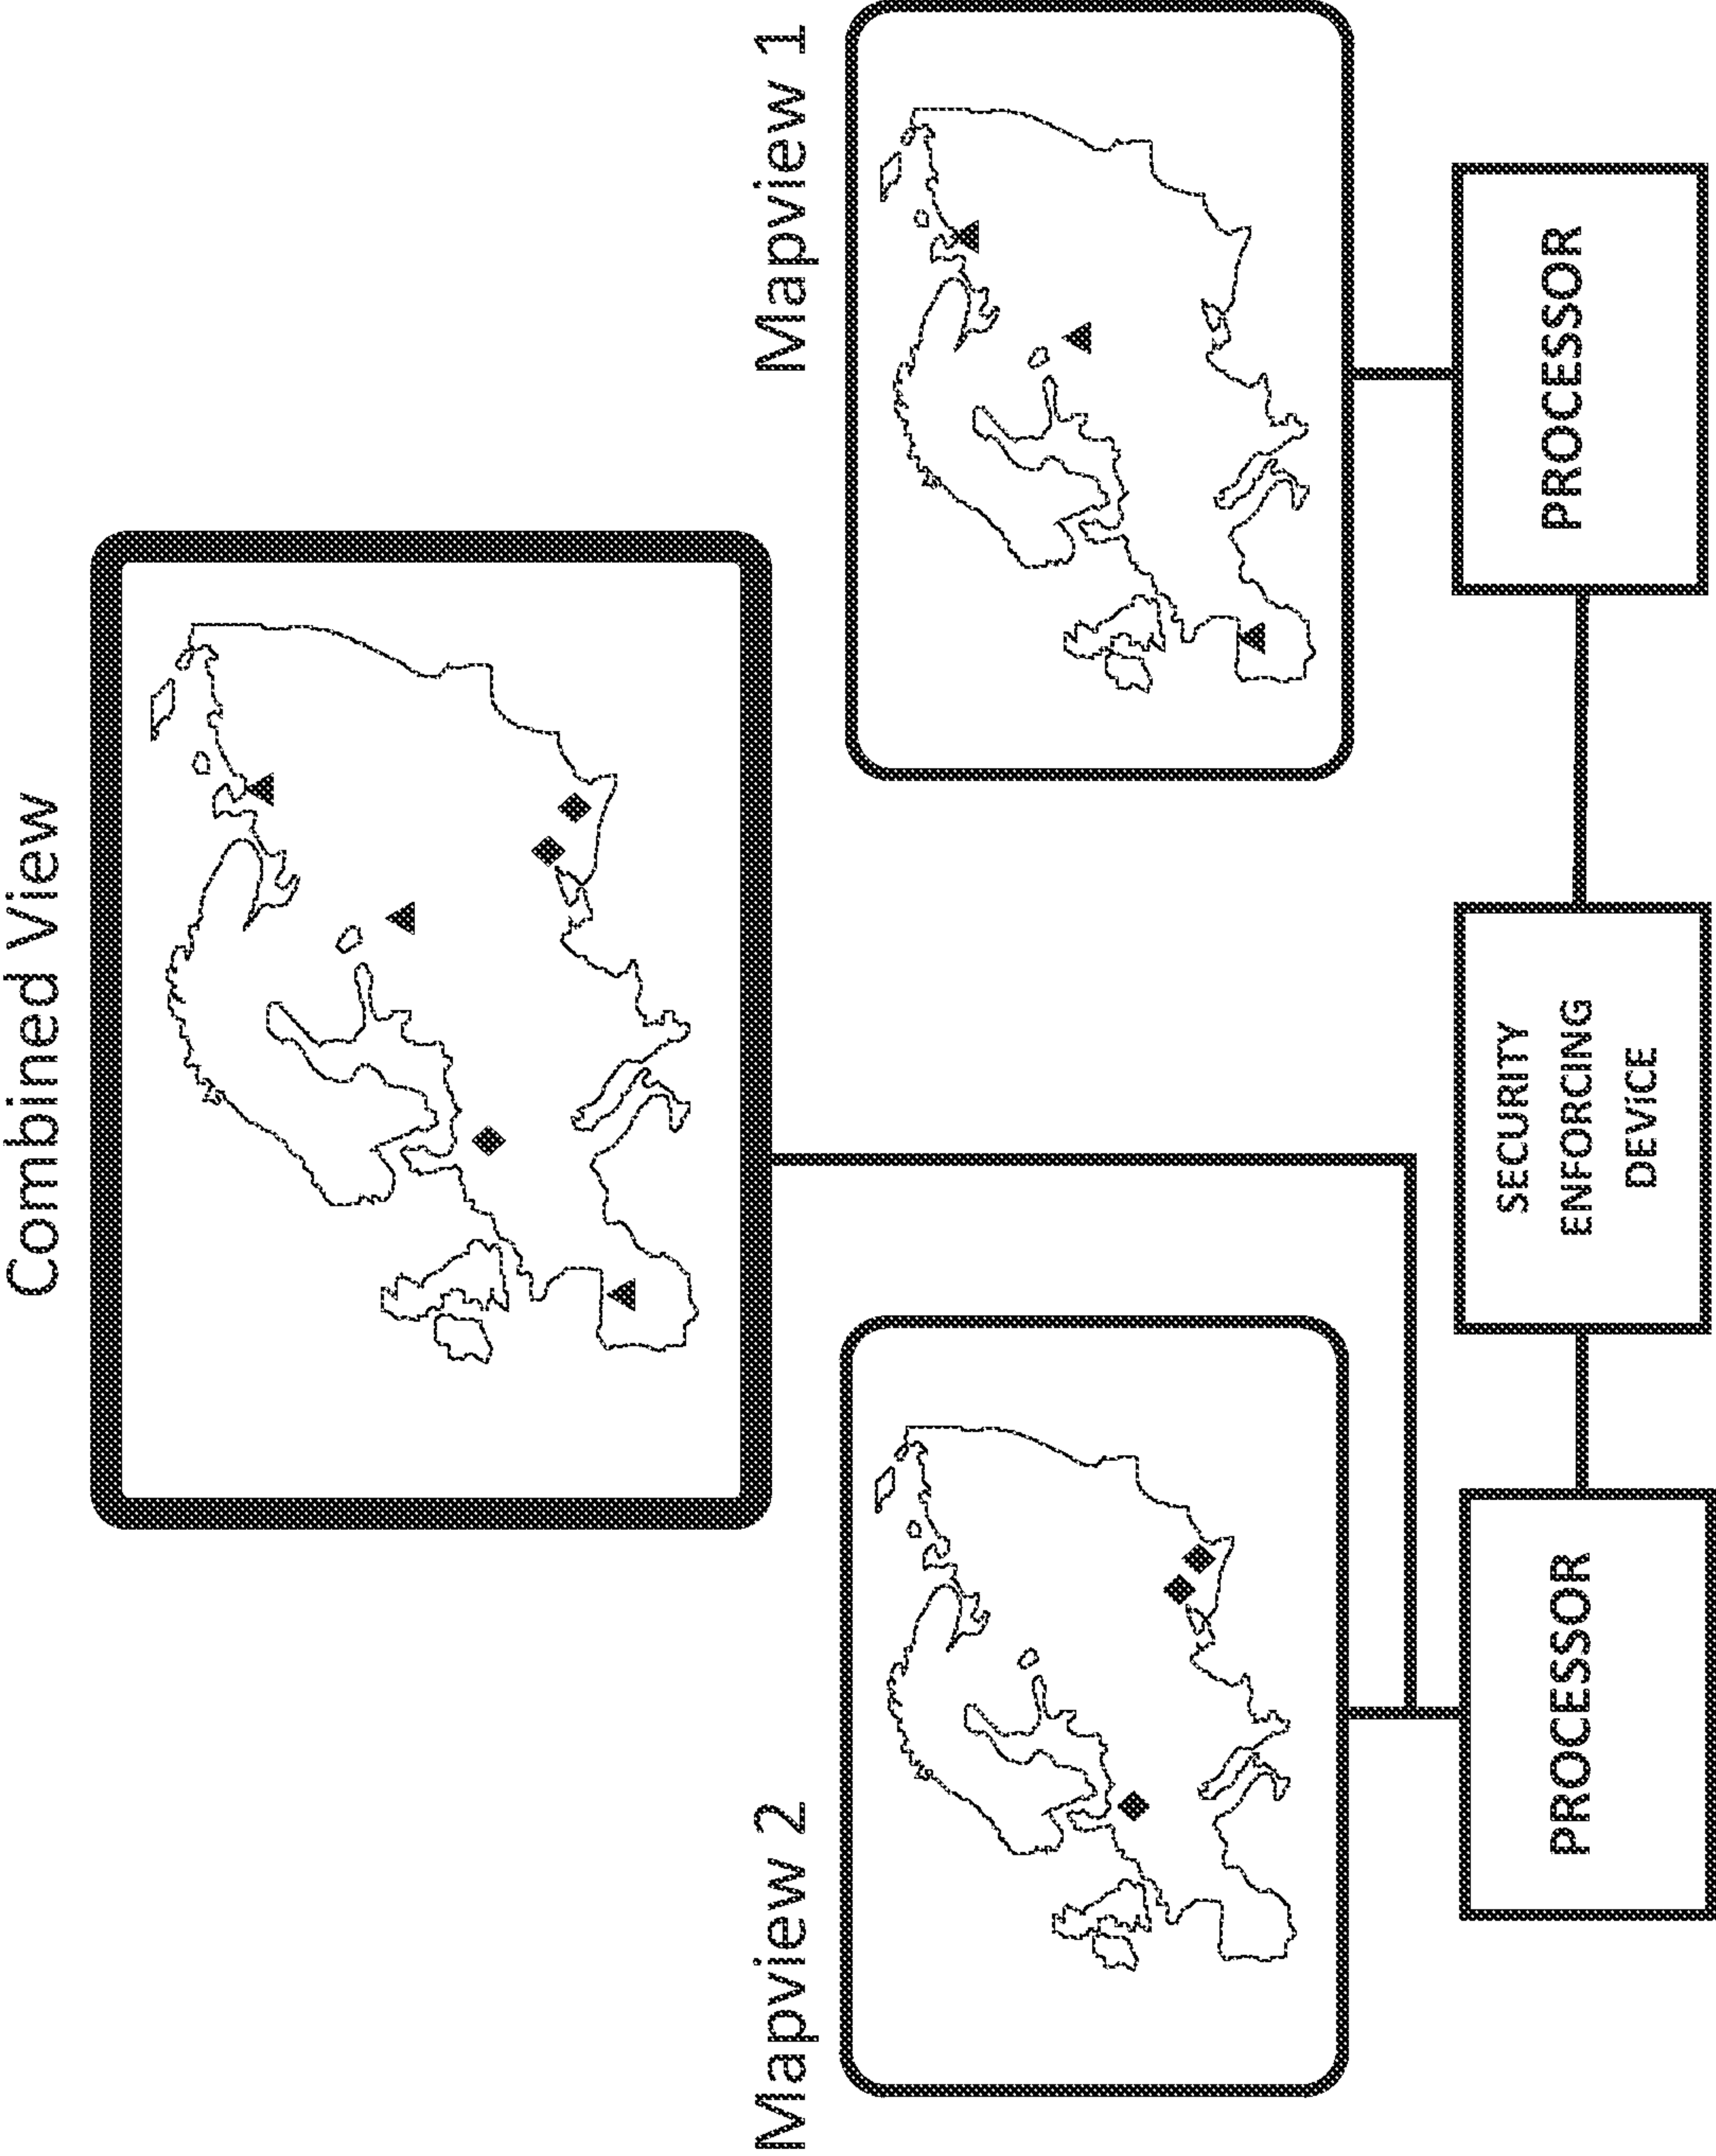 Combined View
Mapview 2
Mapview 1
PROCESSOR
SECURITY
ENFORCING
DEVICE
PROCESSOR